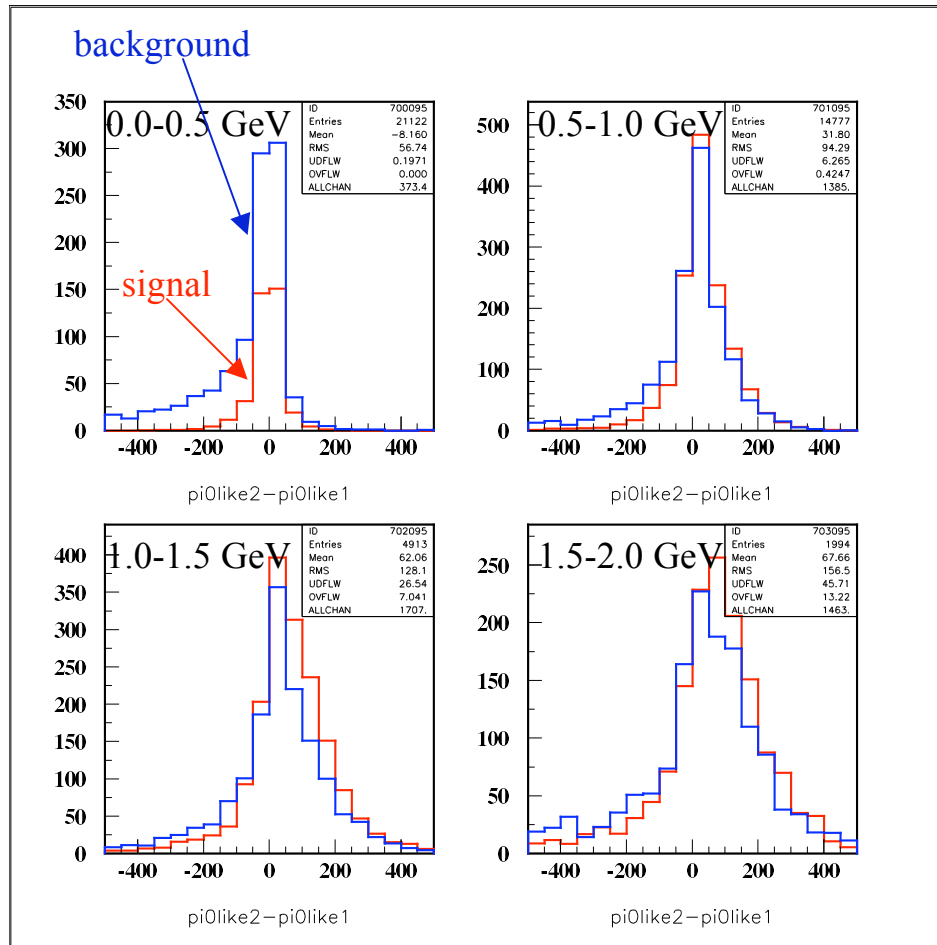 background
0.0-0.5 GeV
ID 700095
Entries 21122
Mean -8.160
RMS 56.74
UDFLW 0.1971
OVFLW 0.000
ALLCHAN 373.4
signal
350
300
250
200
150
100
50
0
-400 -200 0 200 400
pi0like2-pi0like1
0.5-1.0 GeV
ID 701095
Entries 14777
Mean 31.80
RMS 94.29
UDFLW 6.265
OVFLW 0.4247
ALLCHAN 1385.
500
400
300
200
100
0
-400 -200 0 200 400
pi0like2-pi0like1
1.0-1.5 GeV
ID 702095
Entries 4913
Mean 62.06
RMS 128.1
UDFLW 26.54
OVFLW 7.041
ALLCHAN 1707.
400
350
300
250
200
150
100
50
0
-400 -200 0 200 400
pi0like2-pi0like1
1.5-2.0 GeV
ID 703095
Entries 1994
Mean 67.66
RMS 156.5
UDFLW 45.71
OVFLW 13.22
ALLCHAN 1463.
250
200
150
100
50
0
-400 -200 0 200 400
pi0like2-pi0like1